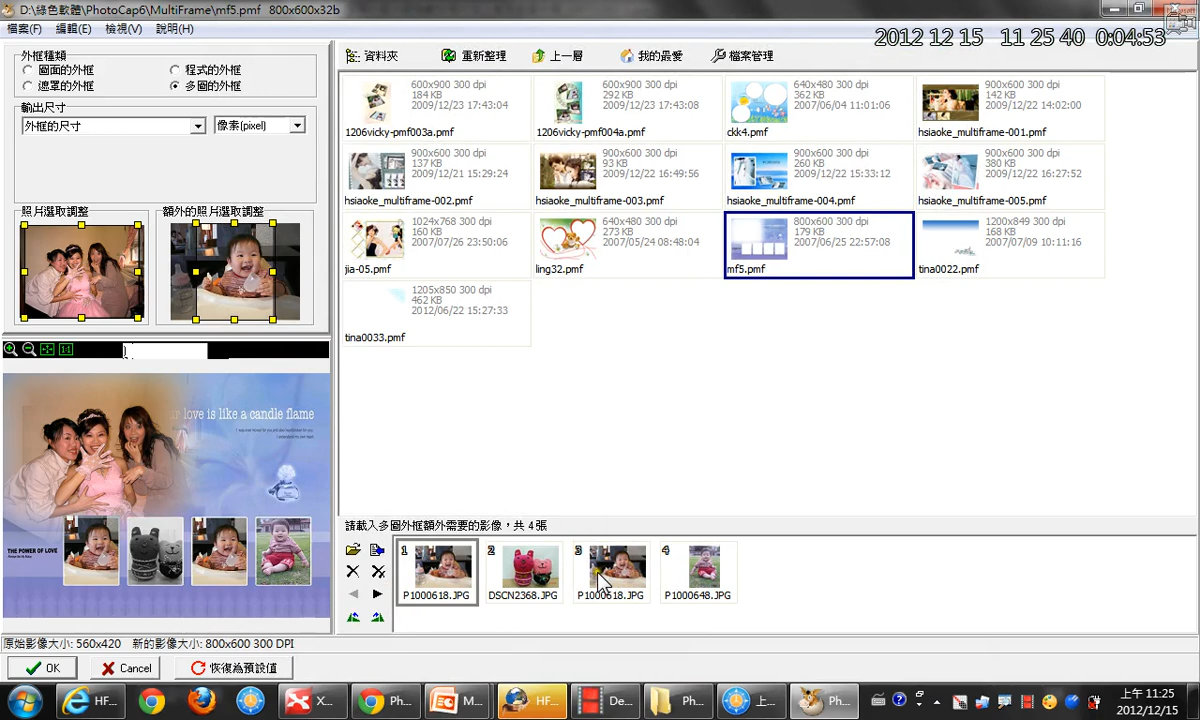 D:\綠色軟體\PhotoCap6\MultiFrame\mf5.pmf 800x600x32b
檔案(F) 編輯(E) 檢視(V) 說明(H)
2012 12 15 11 25 40 0:04:53
外框種類
圖面的外框 程式的外框
遮罩的外框 多圖的外框
輸出尺寸
外框的尺寸 像素(pixel)
照片選取調整 額外的照片選取調整
資料夾 重新整理 上一層 我的最愛 檔案管理
600x900 300 dpi
184 KB
2009/12/23 17:43:04
1206vicky-pmf003a.pmf
600x900 300 dpi
292 KB
2009/12/23 17:43:08
1206vicky-pmf004a.pmf
640x480 300 dpi
362 KB
2007/06/04 11:01:06
ckk4.pmf
900x600 300 dpi
142 KB
2009/12/22 14:02:00
hsiaoke_multiframe-001.pmf
900x600 300 dpi
137 KB
2009/12/21 15:29:24
hsiaoke_multiframe-002.pmf
900x600 300 dpi
93 KB
2009/12/22 16:49:56
hsiaoke_multiframe-003.pmf
900x600 300 dpi
260 KB
2009/12/22 15:33:12
hsiaoke_multiframe-004.pmf
900x600 300 dpi
380 KB
2009/12/22 16:27:52
hsiaoke_multiframe-005.pmf
1024x768 300 dpi
160 KB
2007/07/26 23:50:06
jia-05.pmf
640x480 300 dpi
273 KB
2007/05/24 08:48:04
ling32.pmf
800x600 300 dpi
179 KB
2007/06/25 22:57:08
mf5.pmf
1200x849 300 dpi
168 KB
2007/07/09 10:11:16
tina0022.pmf
1205x850 300 dpi
462 KB
2012/06/22 15:27:33
tina0033.pmf
1:1
ur love is like a candle flame
THE POWER OF LOVE
請載入多圖外框額外需要的影像，共 4張
1 2 3 4
P1000618.JPG DSCN2368.JPG P1000618.JPG P1000648.JPG
原始影像大小: 560x420 新的影像大小: 800x600 300 DPI
OK Cancel 恢復為預設值
HF... X... Ph... M... HF... De... Ph... 上... Ph...
上午 11:25
2012/12/15